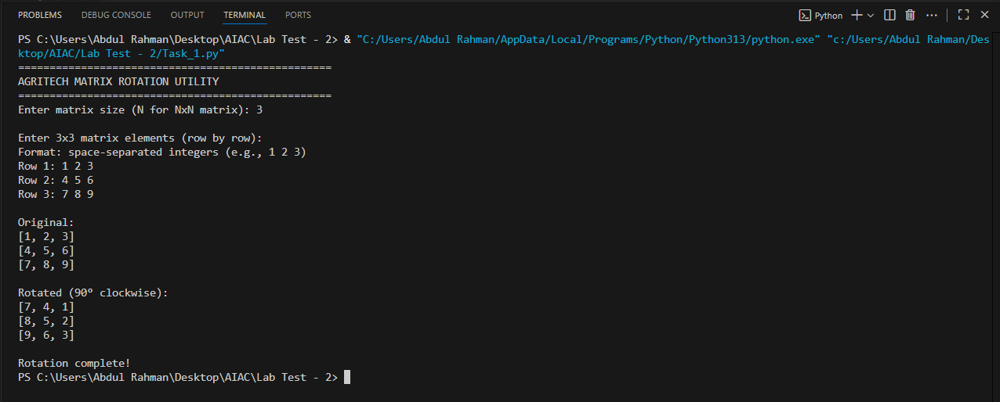 PROBLEMS DEBUG CONSOLE OUTPUT TERMINAL PORTS Python
PS C:\Users\Abdul Rahman\Desktop\AIAC\Lab Test - 2> & "C:/Users/Abdul Rahman/AppData/Local/Programs/Python/Python313/python.exe" "c:/Users/Abdul Rahman/Des
ktop/AIAC/Lab Test - 2/Task_1.py"
==================================================
AGRITECH MATRIX ROTATION UTILITY
==================================================
Enter matrix size (N for NxN matrix): 3
Enter 3x3 matrix elements (row by row):
Format: space-separated integers (e.g., 1 2 3)
Row 1: 1 2 3
Row 2: 4 5 6
Row 3: 7 8 9
Original:
[1, 2, 3]
[4, 5, 6]
[7, 8, 9]
Rotated (90° clockwise):
[7, 4, 1]
[8, 5, 2]
[9, 6, 3]
Rotation complete!
PS C:\Users\Abdul Rahman\Desktop\AIAC\Lab Test - 2>